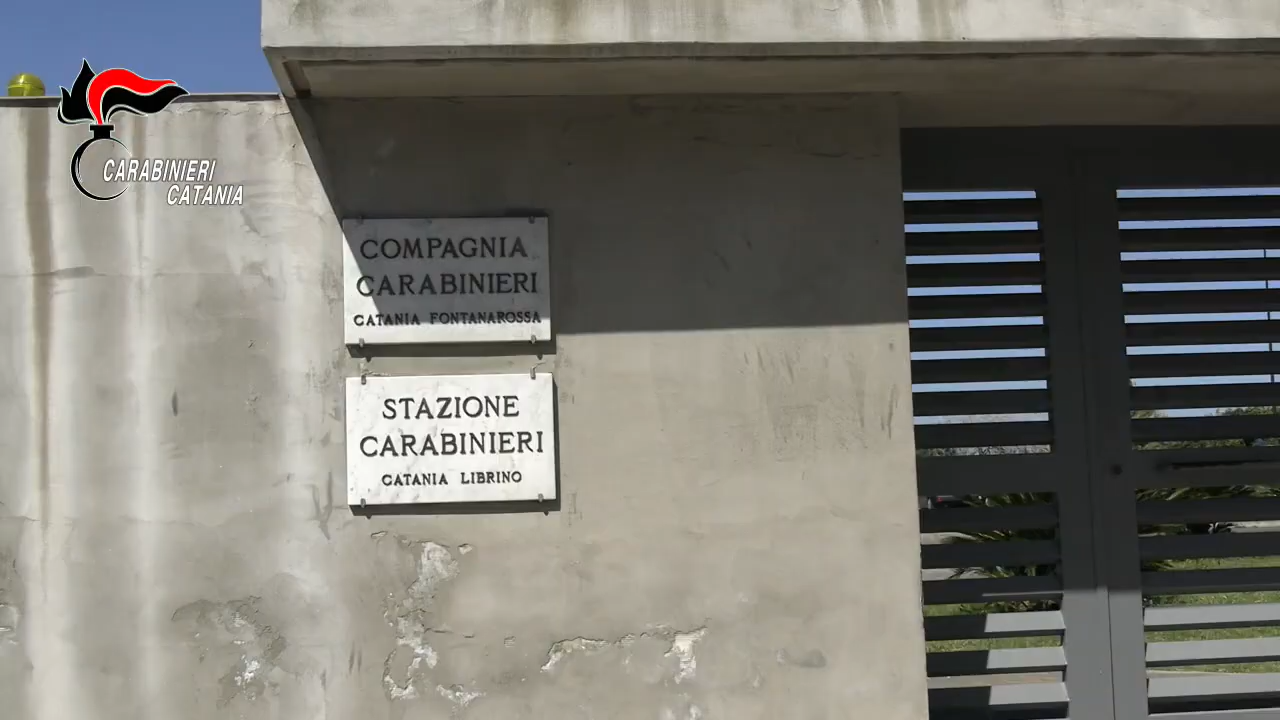 CARABINIERI
CATANIA
COMPAGNIA
CARABINIERI
CATANIA FONTANAROSSA
STAZIONE
CARABINIERI
CATANIA LIBRINO